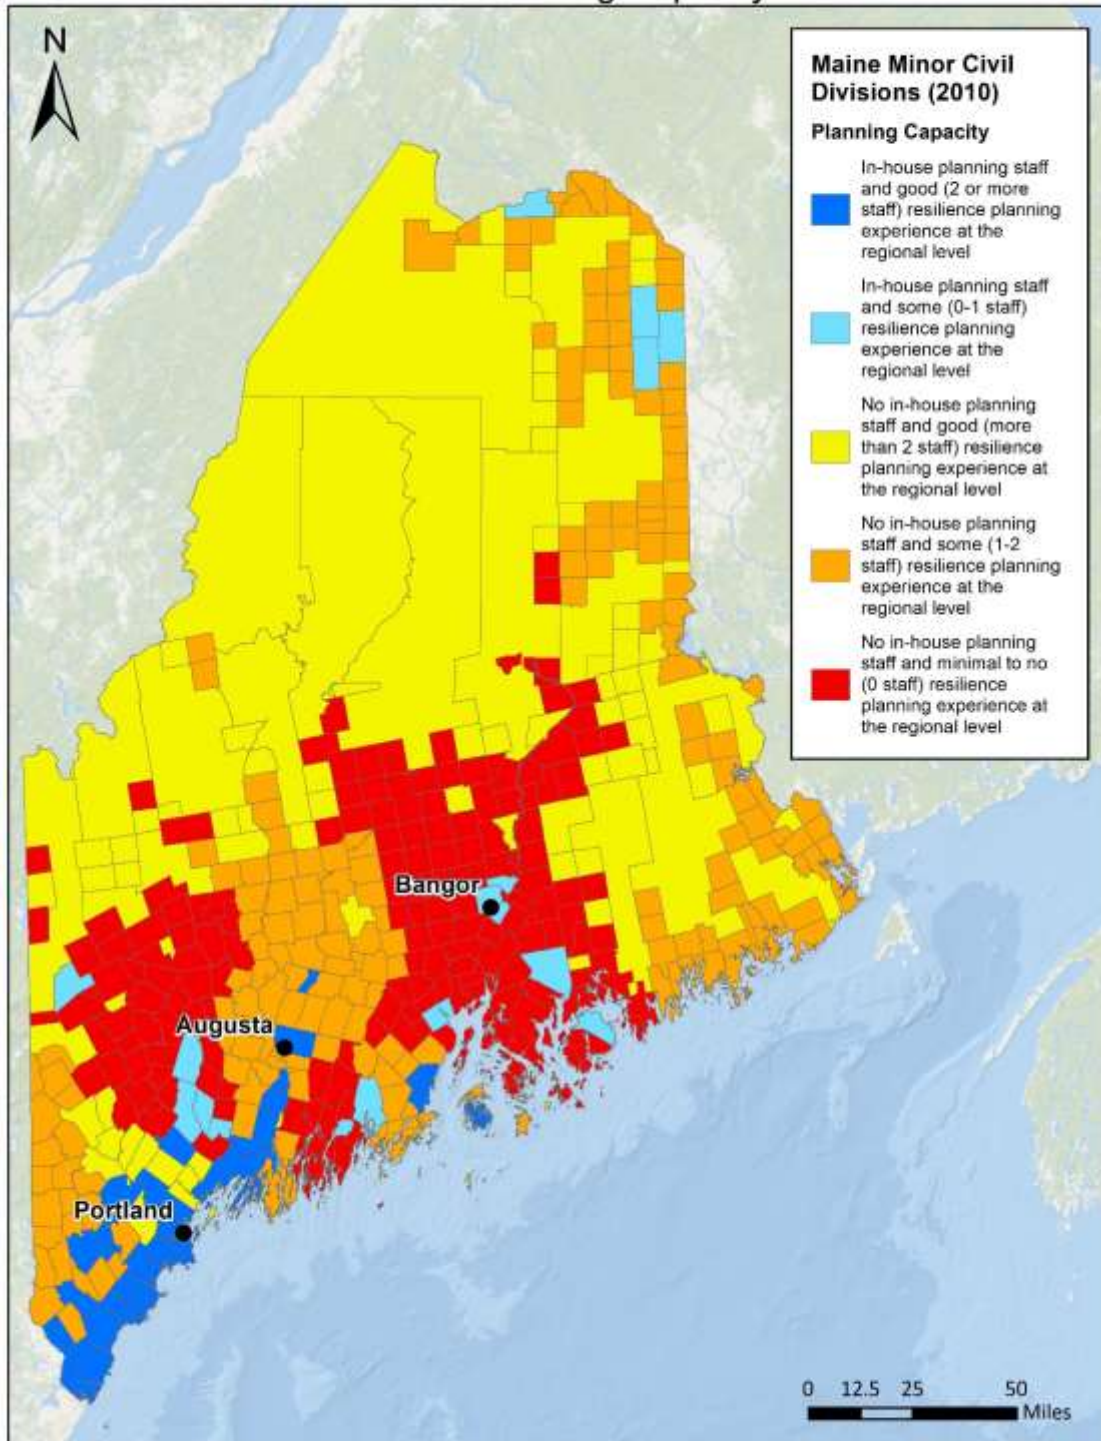 N
Maine Minor Civil
Divisions (2010)
Planning Capacity
In-house planning staff
and good (2 or more
staff) resilience planning
experience at the
regional level
In-house planning staff
and some (0-1 staff)
resilience planning
experience at the
regional level
No in-house planning
staff and good (more
than 2 staff) resilience
planning experience at
the regional level
No in-house planning
staff and some (1-2
staff) resilience planning
experience at the
regional level
No in-house planning
staff and minimal to no
(0 staff) resilience
planning experience at
the regional level
Bangor
Augusta
Portland
0 12.5 25 50
Miles